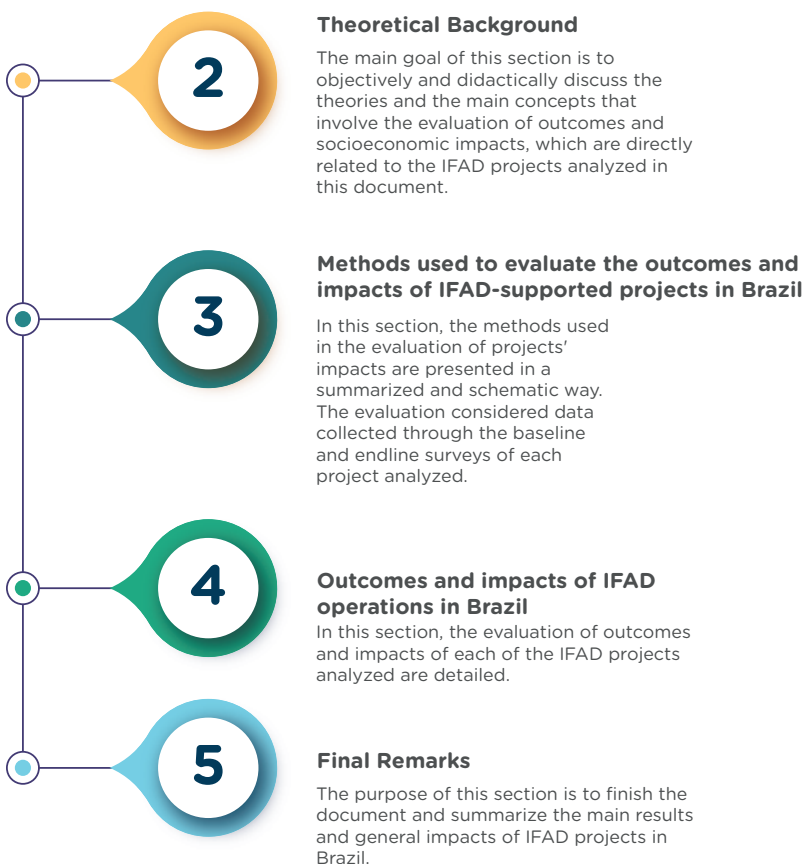 2
Theoretical Background
The main goal of this section is to
objectively and didactically discuss the
theories and the main concepts that
involve the evaluation of outcomes and
socioeconomic impacts, which are directly
related to the IFAD projects analyzed in
this document.
3
Methods used to evaluate the outcomes and
impacts of IFAD-supported projects in Brazil
In this section, the methods used
in the evaluation of projects'
impacts are presented in a
summarized and schematic way.
The evaluation considered data
collected through the baseline
and endline surveys of each
project analyzed.
4
Outcomes and impacts of IFAD
operations in Brazil
In this section, the evaluation of outcomes
and impacts of each of the IFAD projects
analyzed are detailed.
5
Final Remarks
The purpose of this section is to finish the
document and summarize the main results
and general impacts of IFAD projects in
Brazil.